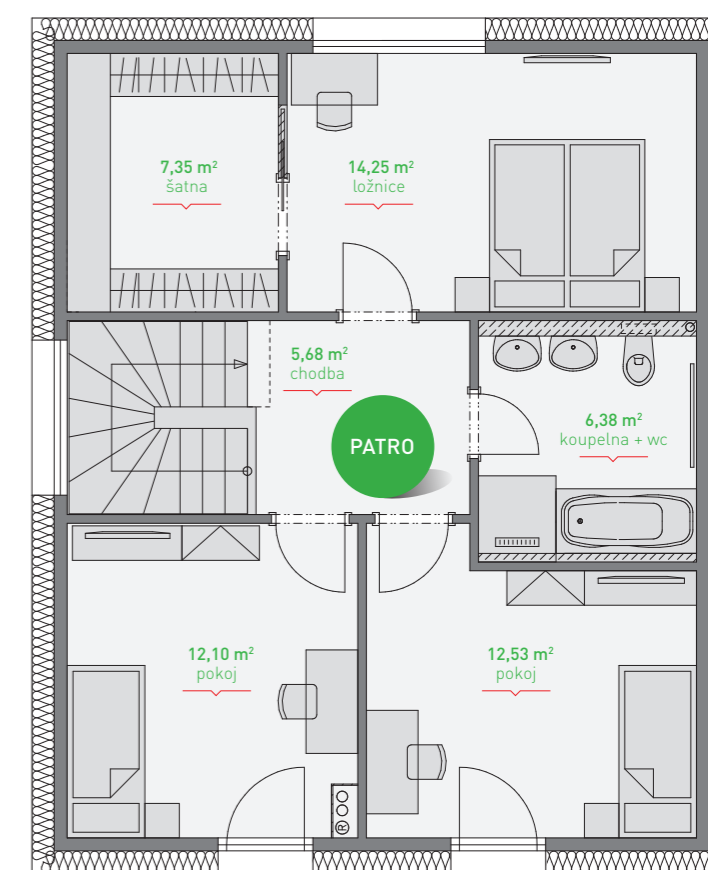 7,35 m²
šatna
14,25 m²
ložnice
5,68 m²
chodba
PATRO
6,38 m²
koupelna + wc
12,10 m²
pokoj
12,53 m²
pokoj
R